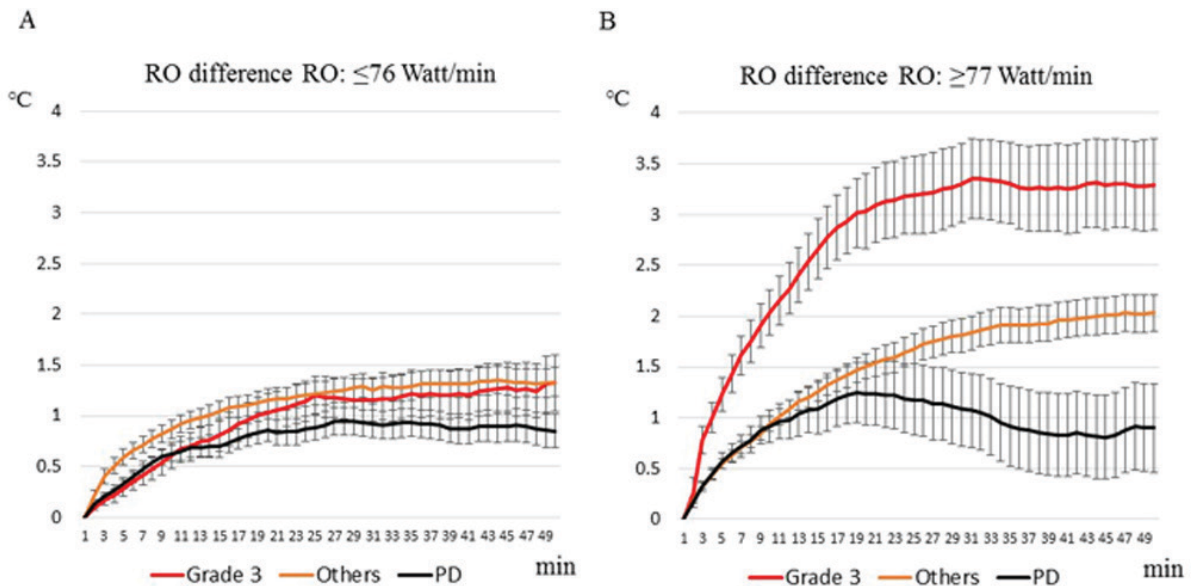 A
RO difference RO: ≤76 Watt/min
°C
4
3.5
3
2.5
2
1.5
1
0.5
0
1 3 5 7 9 11 13 15 17 19 21 23 25 27 29 31 33 35 37 39 41 43 45 47 49
min
Grade 3 Others PD
B
RO difference RO: ≥77 Watt/min
°C
4
3.5
3
2.5
2
1.5
1
0.5
0
1 3 5 7 9 11 13 15 17 19 21 23 25 27 29 31 33 35 37 39 41 43 45 47 49
min
Grade 3 Others PD